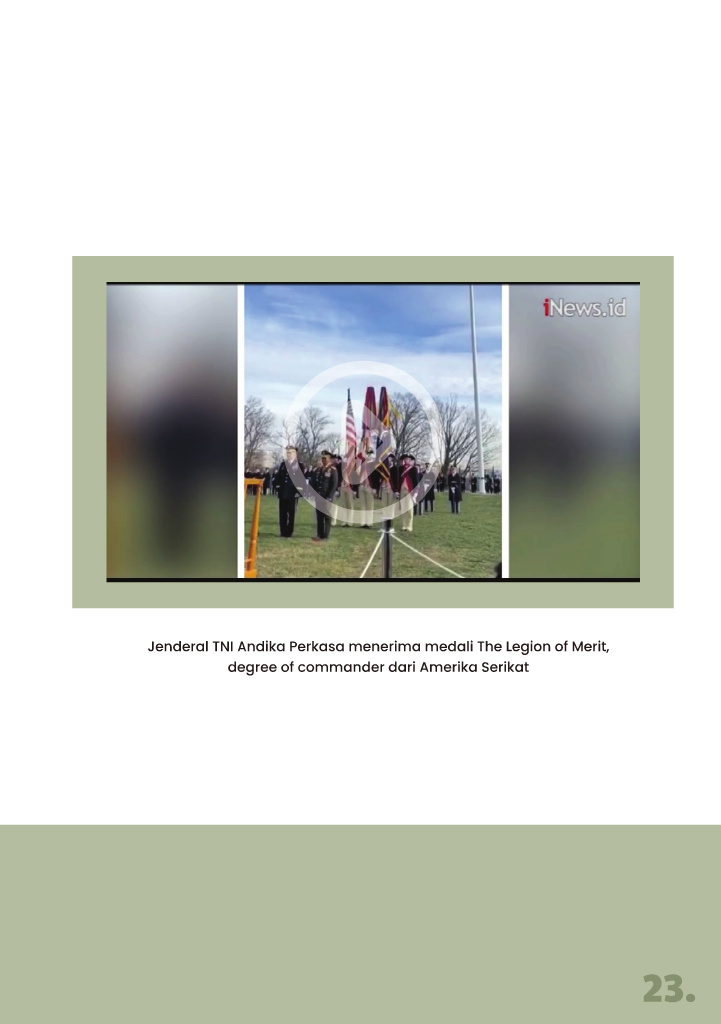 iNews.id
Jenderal TNI Andika Perkasa menerima medali The Legion of Merit,
degree of commander dari Amerika Serikat
23.